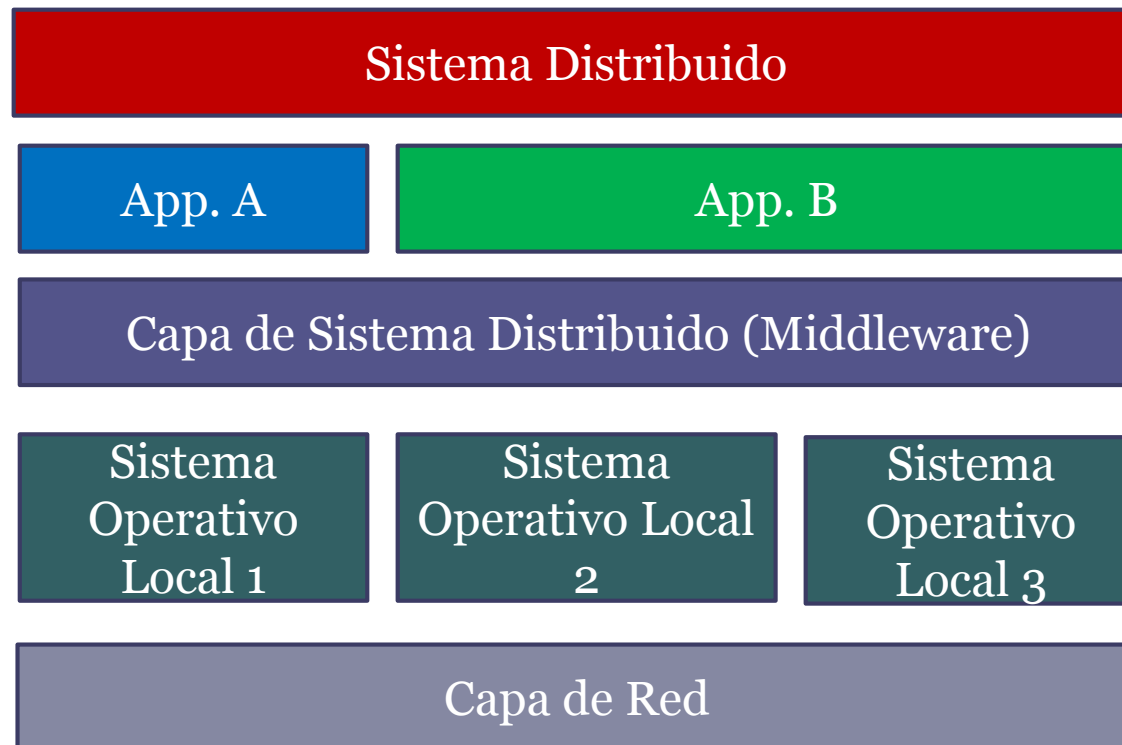 Sistema Distribuido
App. A
App. B
Capa de Sistema Distribuido (Middleware)
Sistema
Operativo
Local 1
Sistema
Operativo Local
2
Sistema
Operativo
Local 3
Capa de Red